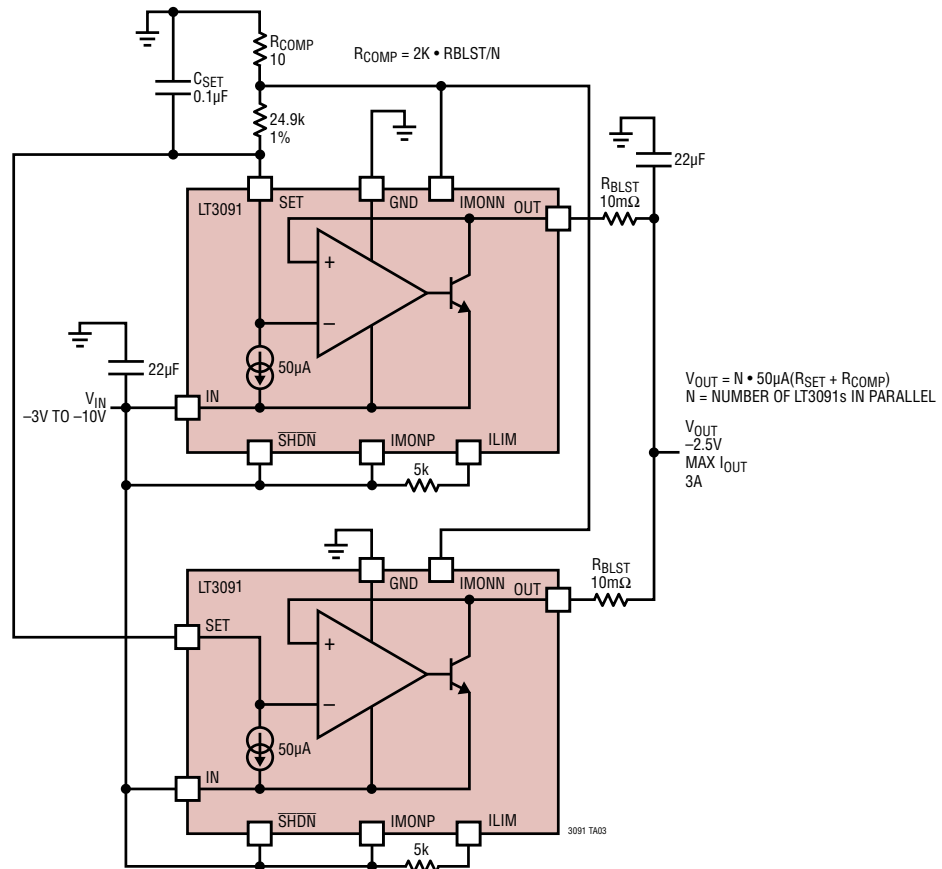 RCOMP
10
RCOMP = 2K • RBLST/N
CSET
0.1µF
24.9k
1%
22µF
RBLST
10mΩ
LT3091
SET
GND
IMONN
OUT
+
–
50µA
22µF
VIN
–3V TO –10V
IN
SHDN
IMONP
ILIM
5k
VOUT = N • 50µA(RSET + RCOMP)
N = NUMBER OF LT3091s IN PARALLEL
VOUT
–2.5V
MAX IOUT
3A
LT3091
GND
IMONN
OUT
RBLST
10mΩ
SET
+
–
50µA
IN
SHDN
IMONP
ILIM
5k
3091 TA03